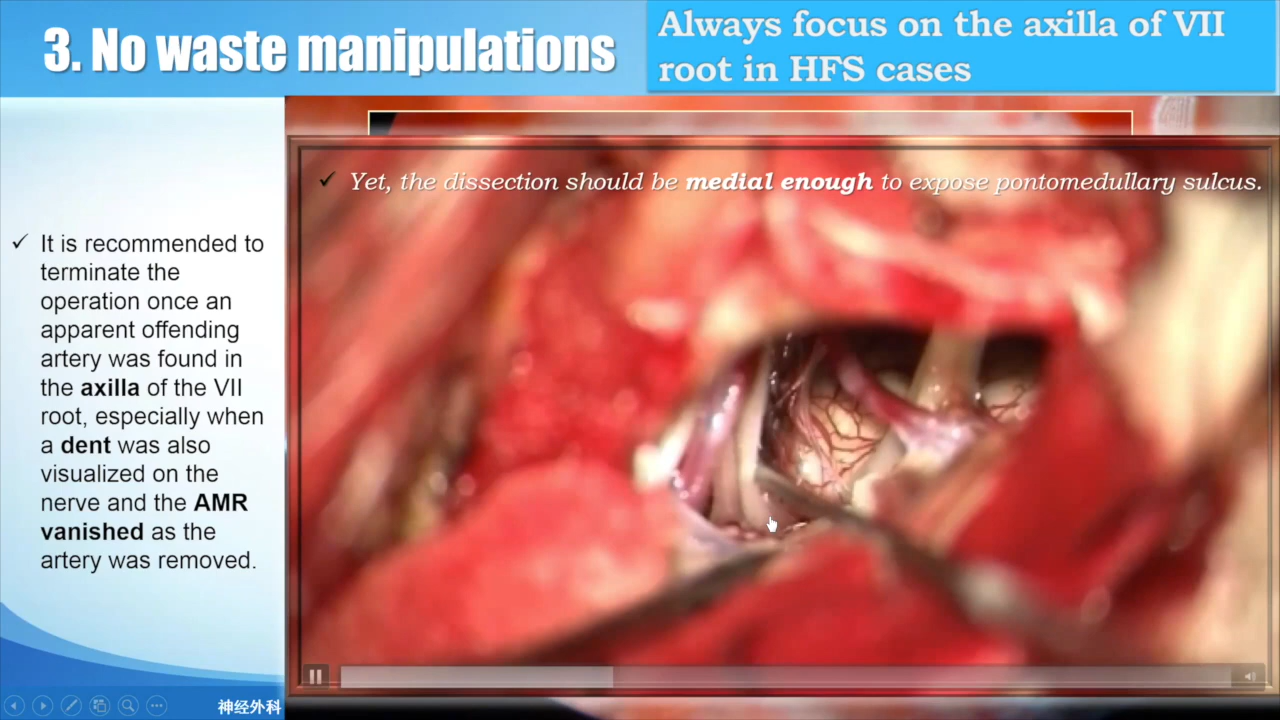 3. No waste manipulations
Always focus on the axilla of VII
root in HFS cases
✓ Yet, the dissection should be medial enough to expose pontomedullary sulcus.
✓ It is recommended to
terminate the
operation once an
apparent offending
artery was found in
the axilla of the VII
root, especially when
a dent was also
visualized on the
nerve and the AMR
vanished as the
artery was removed.
神经外科